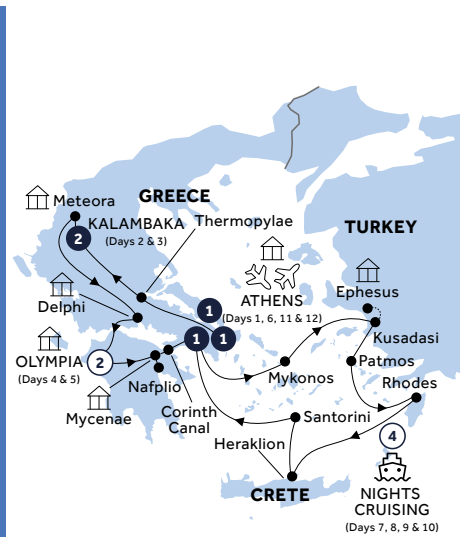 Meteora
GREECE
KALAMBAKA
2
(Days 2 & 3)
Thermopylae
TURKEY
Ephesus
Delphi
ATHENS
1
(Days 1, 6, 11 & 12)
1
1
Kusadasi
OLYMPIA
2
(Days 4 & 5)
Patmos
Mykonos
Nafplio
Rhodes
Mycenae
Corinth
Canal
Santorini
4
Heraklion
CRETE
NIGHTS
CRUISING
(Days 7, 8, 9 & 10)